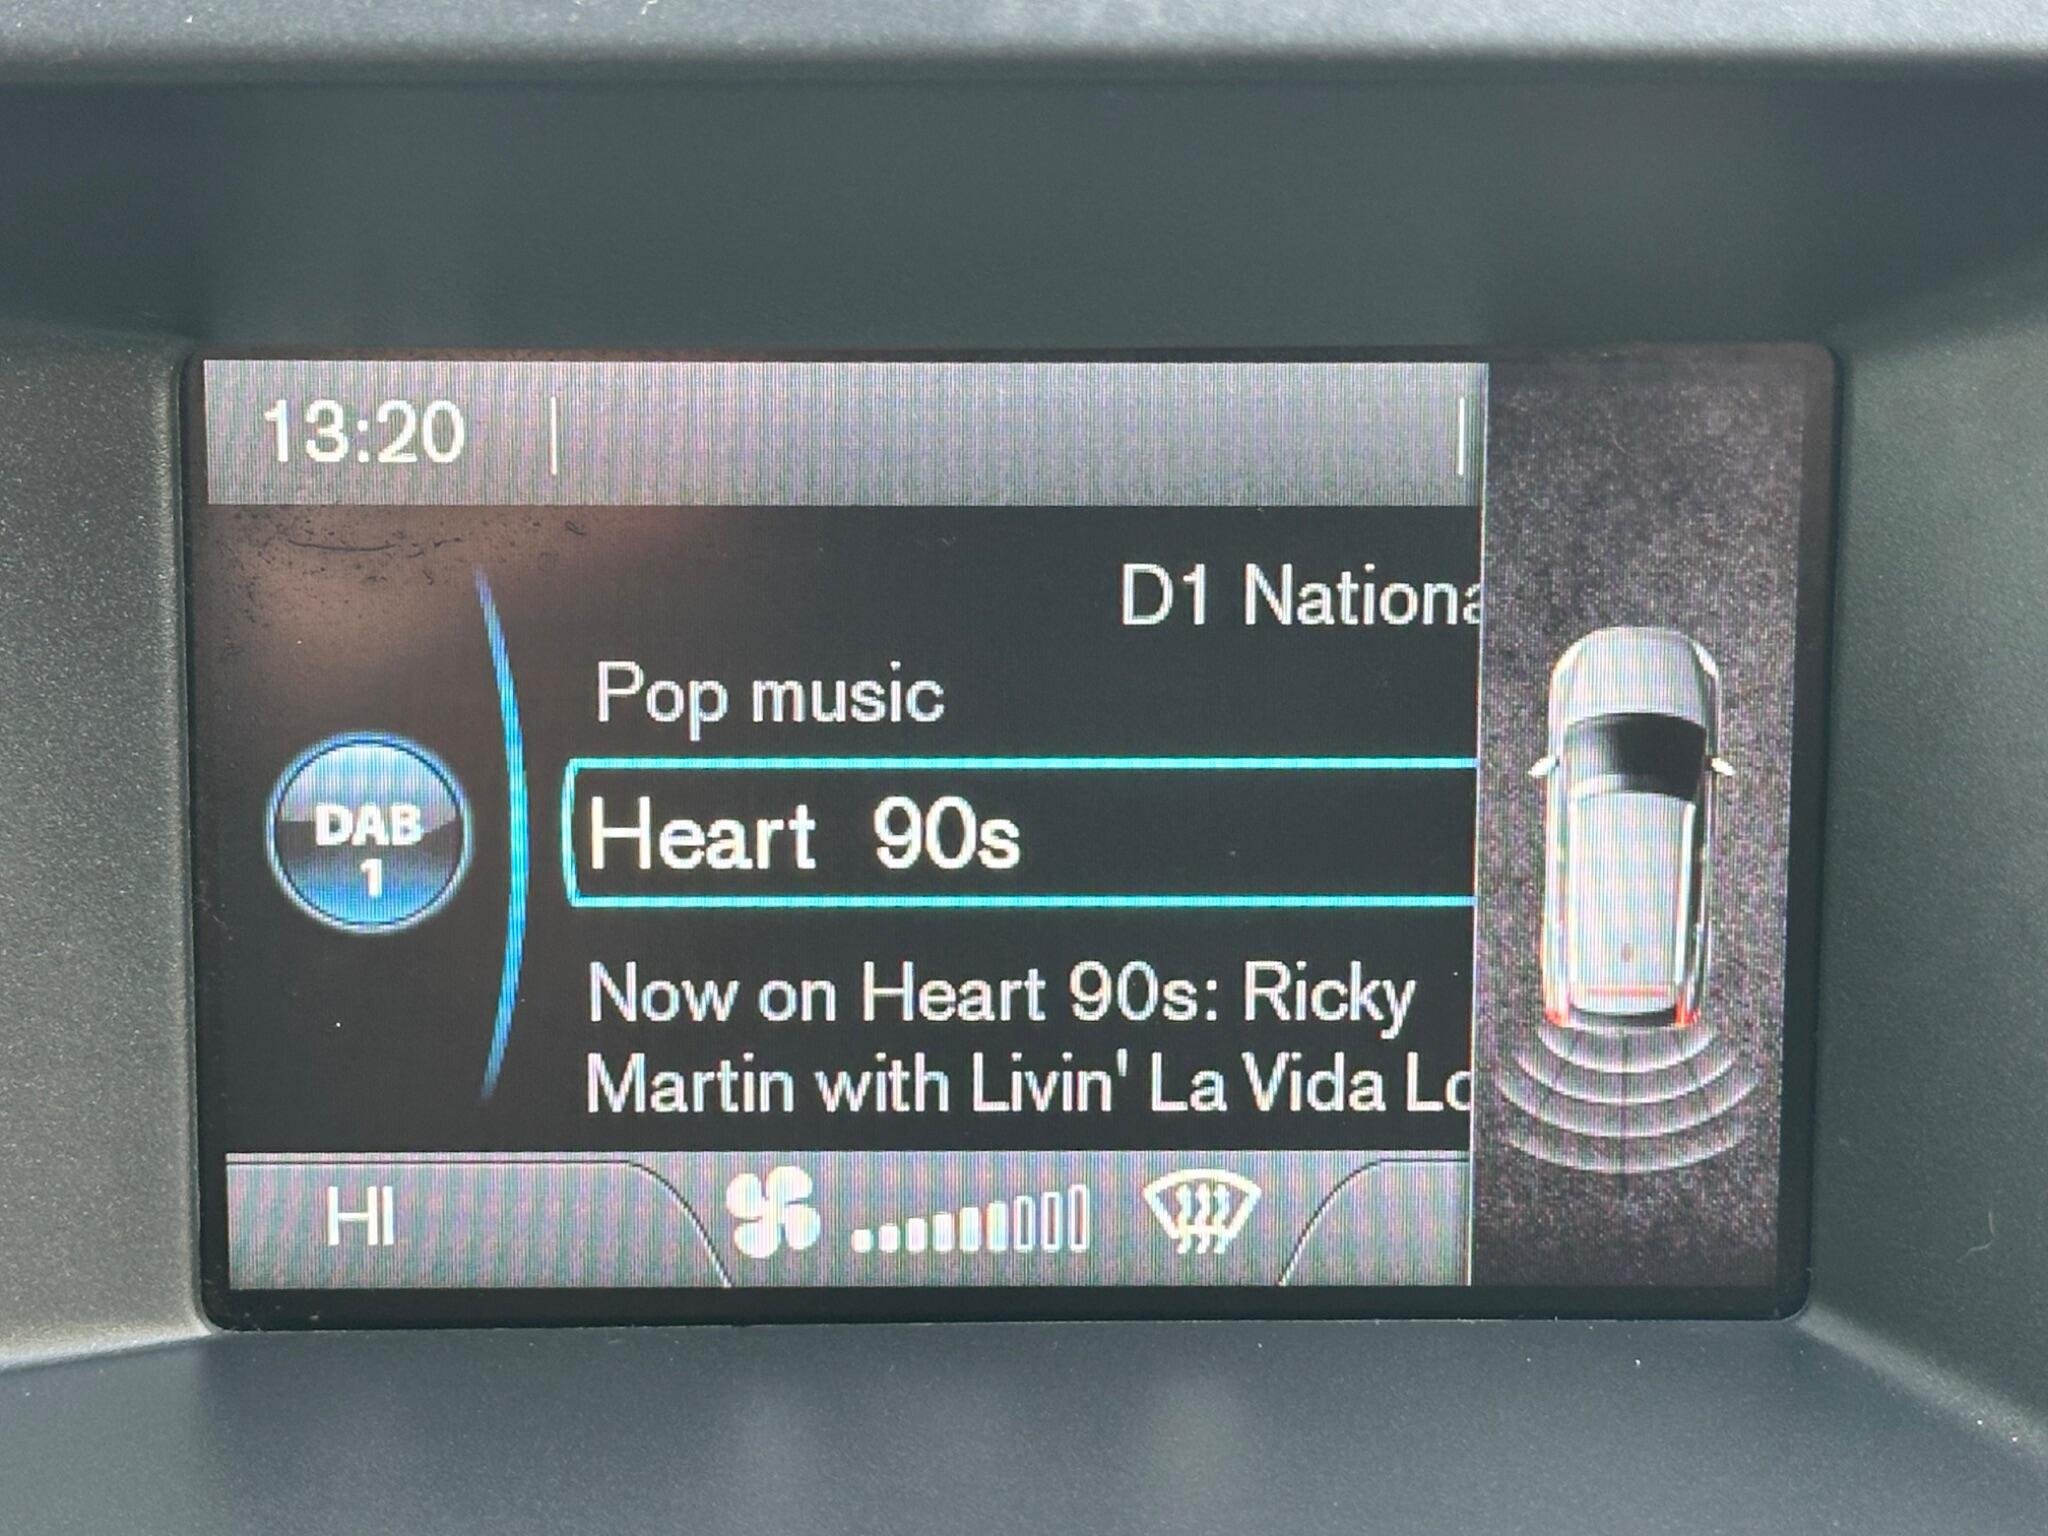 13:20
D1 Nationa
Pop music
DAB
1
Heart 90s
Now on Heart 90s: Ricky
Martin with Livin' La Vida Lo
HI